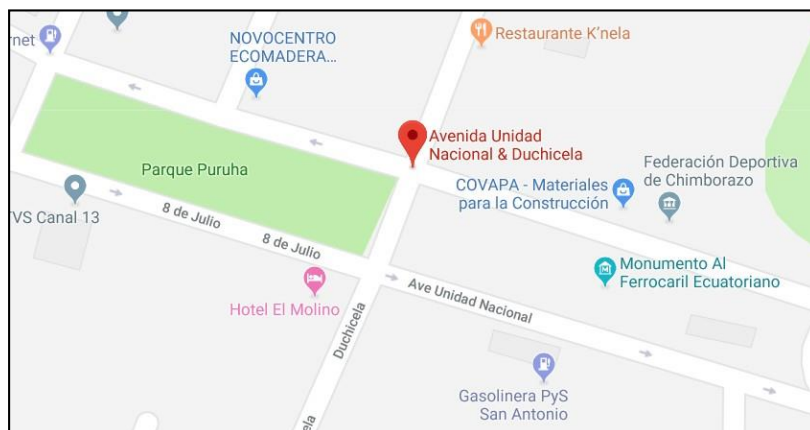 Restaurante K'nela
rnet
NOVOCENTRO
ECOMADERA...
Avenida Unidad
Nacional & Duchicela
Parque Puruha
Federación Deportiva
de Chimborazo
COVAPA - Materiales
para la Construcción
TVS Canal 13
8 de Julio
8 de Julio
Monumento Al
Ferrocaril Ecuatoriano
Hotel El Molino
Ave Unidad Nacional
Duchicela
Gasolinera PyS
San Antonio
ela